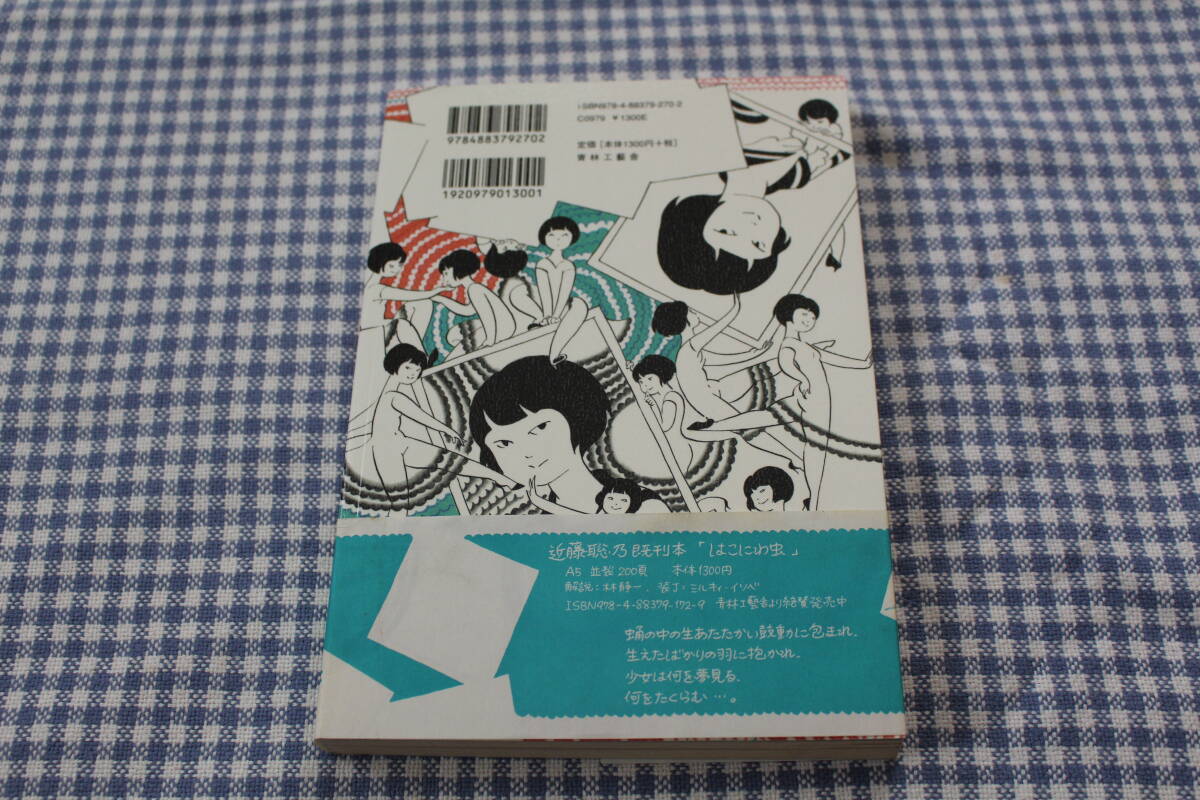 ISBN978-4-88379-270-2
C0979 ¥1300E
9784883792702
定価 [本体1300円+税]
青林工藝舎
1920979013001
近藤聡乃既刊本「はこにわ虫」
A5 並製 200頁 本体1300円
解説:林静一、装丁:ミルキィ・イソベ
ISBN978-4-88379-172-9 青林工藝舎より絶賛発売中
蛹の中の生あたたかい鼓動に包まれ、
生えたばかりの羽に抱かれ、
少女は何を夢見る、
何をたくらむ…。